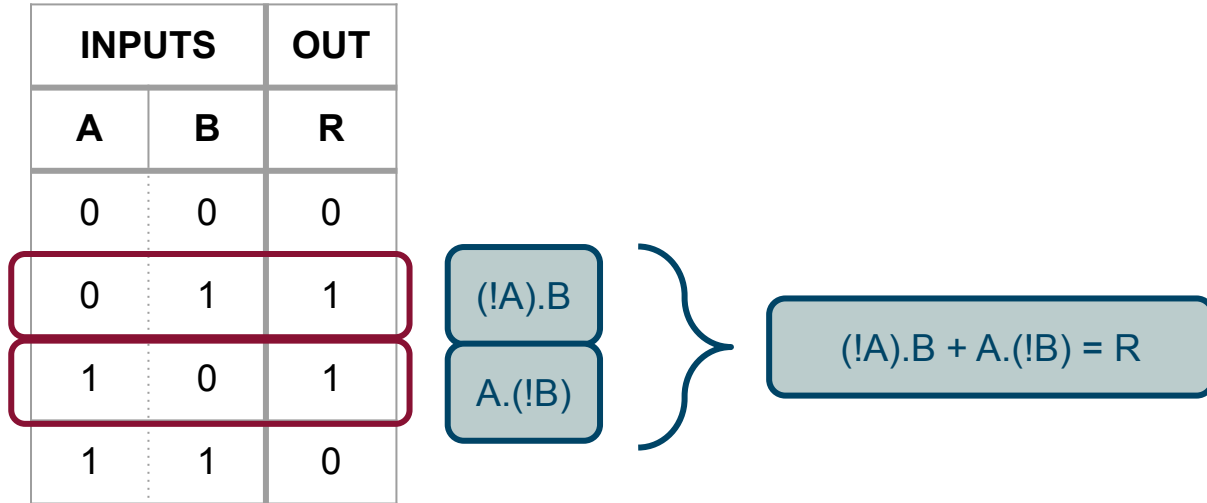 INPUTS OUT
A B R
0 0 0
0 1 1 (!A).B
(!A).B + A.(!B) = R
1 0 1 A.(!B)
1 1 0